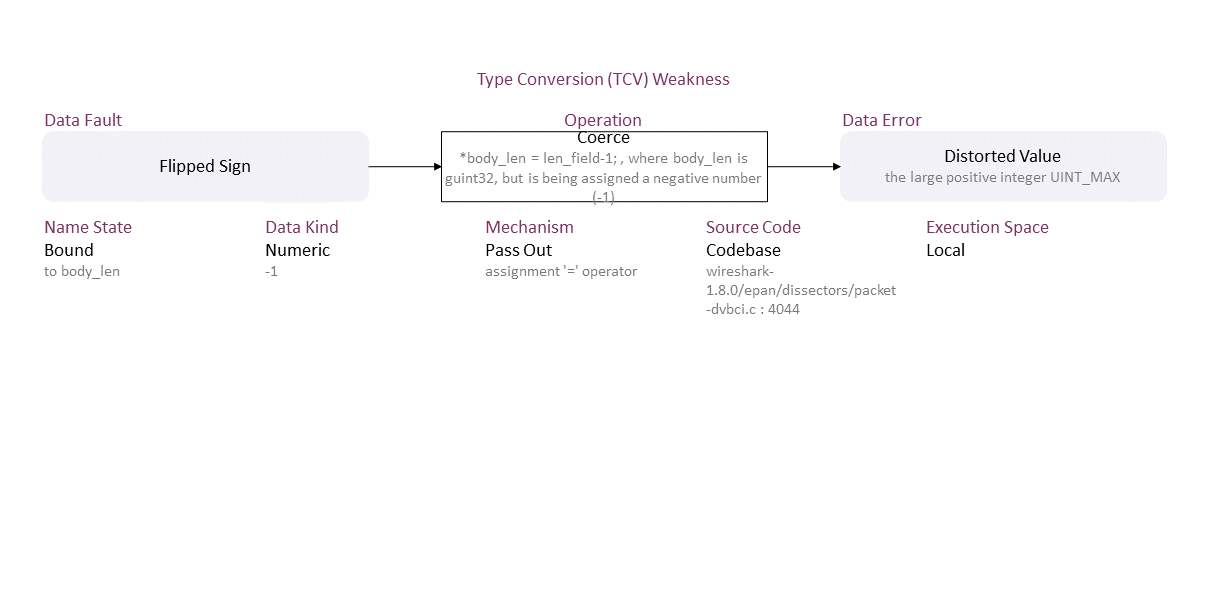 Type Conversion (TCV) Weakness
Data Fault
Operation
Data Error
Flipped Sign
Coerce
*body_len = len_field-1; , where body_len is
guint32, but is being assigned a negative number
(-1)
Distorted Value
the large positive integer UINT_MAX
Name State
Bound
to body_len
Data Kind
Numeric
-1
Mechanism
Pass Out
assignment '=' operator
Source Code
Codebase
wireshark-
1.8.0/epan/dissectors/packet
-dvbci.c : 4044
Execution Space
Local